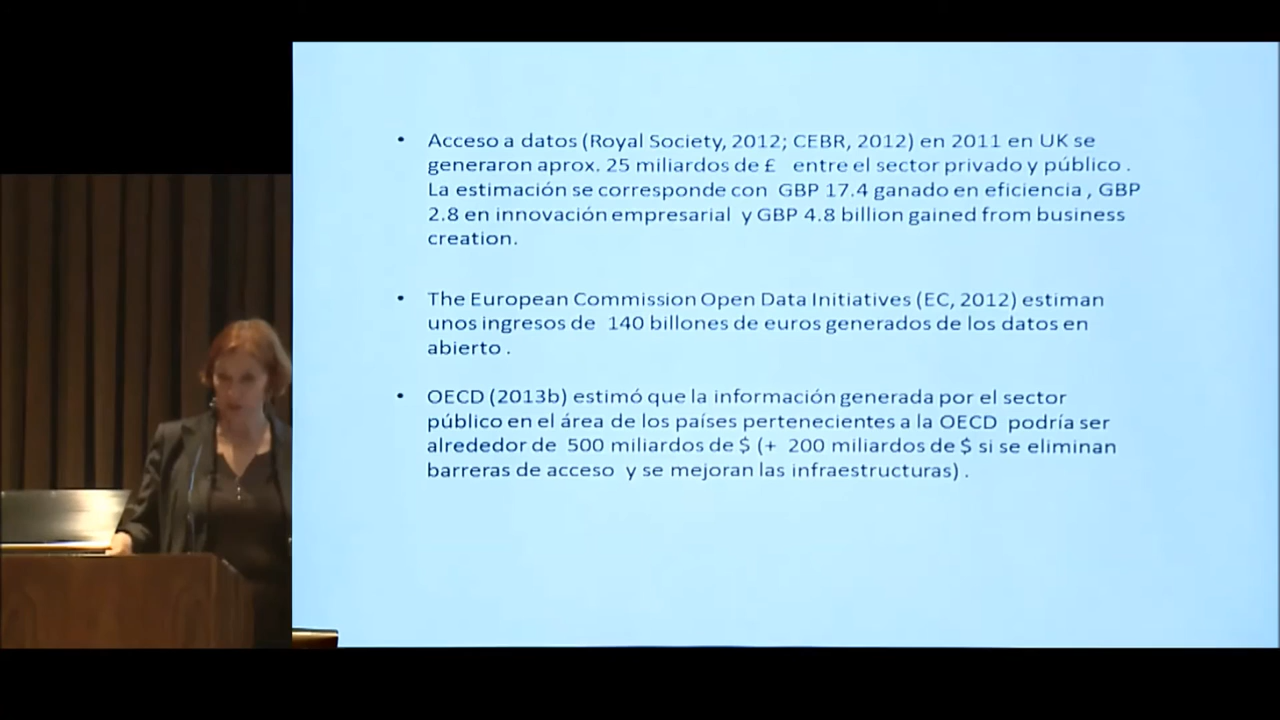 • Acceso a datos (Royal Society, 2012; CEBR, 2012) en 2011 en UK se
generaron aprox. 25 miliardos de £ entre el sector privado y público .
La estimación se corresponde con GBP 17.4 ganado en eficiencia , GBP
2.8 en innovación empresarial y GBP 4.8 billion gained from business
creation.
• The European Commission Open Data Initiatives (EC, 2012) estiman
unos ingresos de 140 billones de euros generados de los datos en
abierto .
• OECD (2013b) estimó que la información generada por el sector
público en el área de los países pertenecientes a la OECD podría ser
alrededor de 500 miliardos de $ (+ 200 miliardos de $ si se eliminan
barreras de acceso y se mejoran las infraestructuras) .